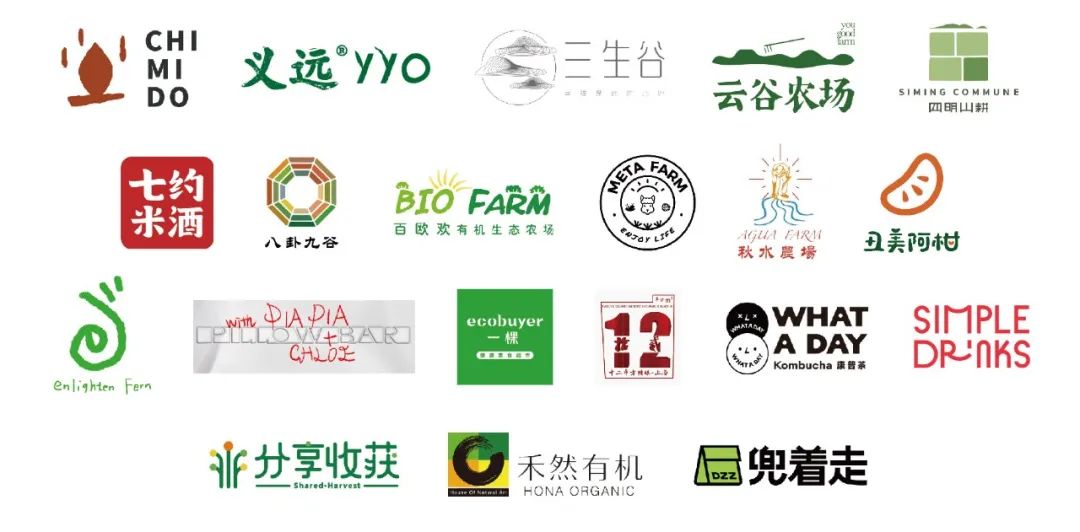 CHI
MI
DO
义远® YYO
三生谷
you
good
farm
云谷农场
SIMING COMMUNE
四明山耕
七约
米酒
八卦九谷
BIO FARM
百欧欢有机生态农场
META FARM
ENJOY LIFE
AGUA FARM
秋水農場
丑美阿柑
enlighten Fern
with PIA PIA
PILLOW BAR
+
CHLOE
ecobuyer
一棵
12
WHAT A DAY
WHAT A DAY
WHAT
A DAY
Kombucha 康普茶
SIMPLE
DRINKS
分享收获
Shared-Harvest
House Of Natural Art
禾然有机
HONA ORGANIC
DZZ
兜着走